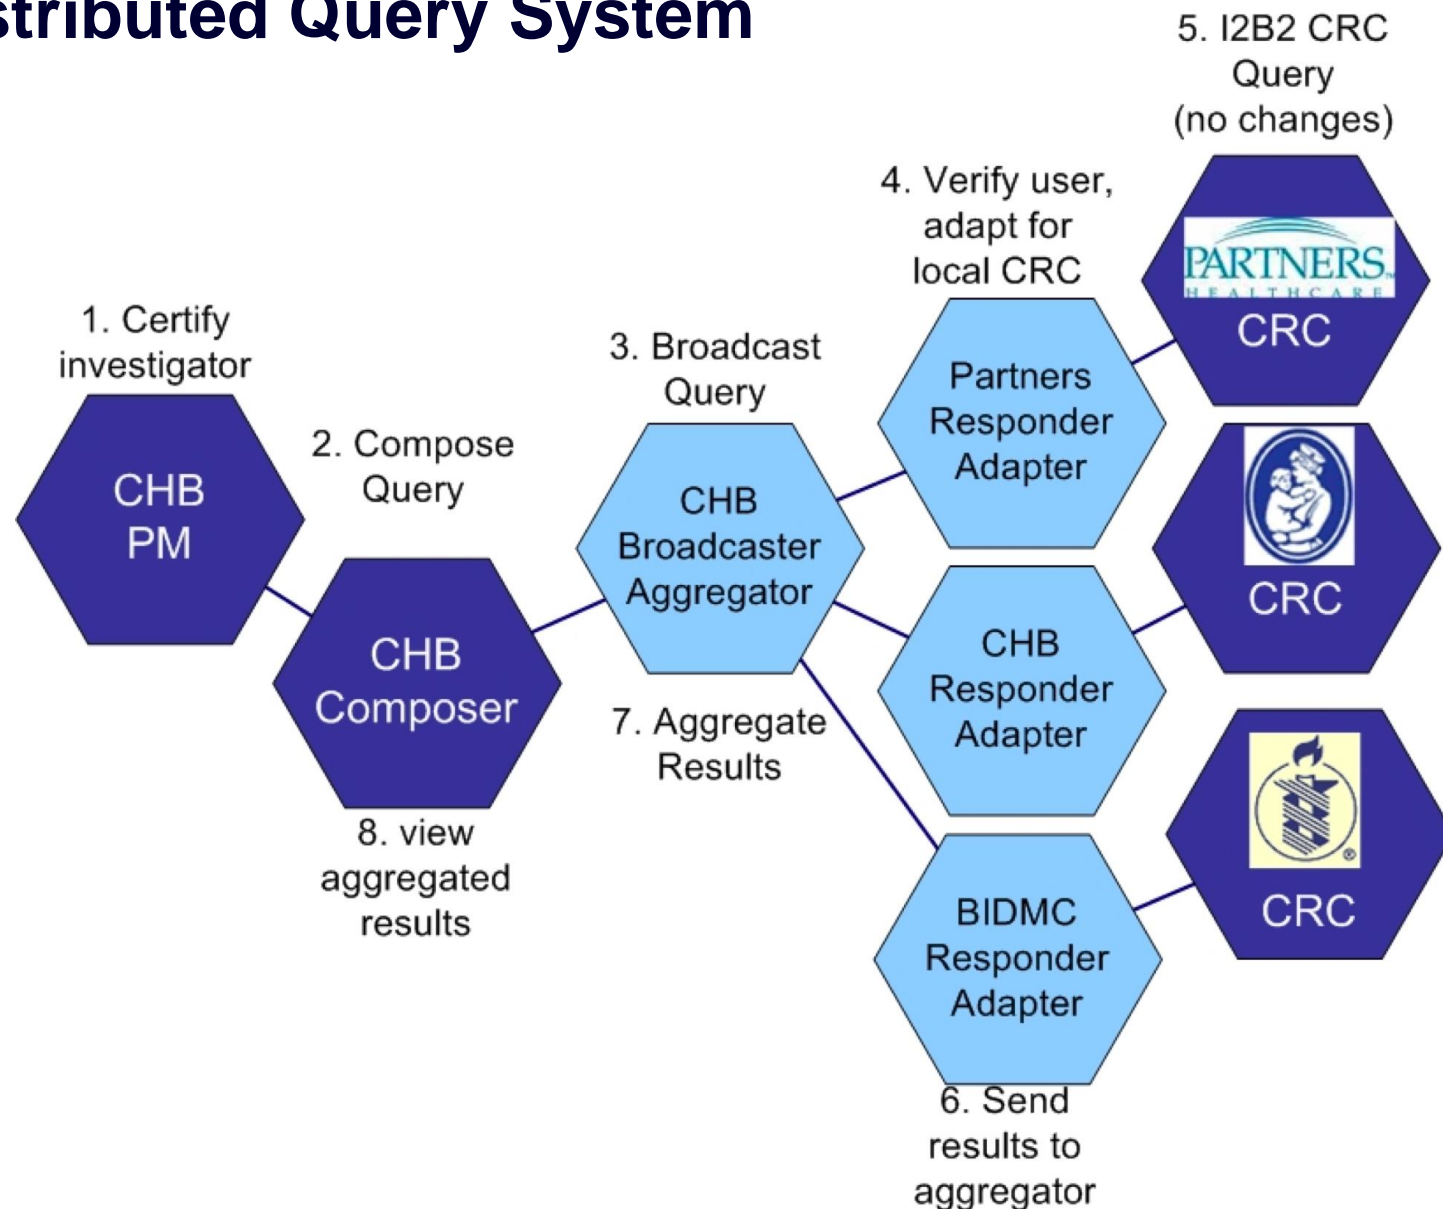 stributed Query System
5. I2B2 CRC
Query
(no changes)
4. Verify user,
adapt for
local CRC
PARTNERS™
HEALTHCARE
CRC
1. Certify
investigator
3. Broadcast
Query
Partners
Responder
Adapter
2. Compose
Query
CHB
PM
CHB
Broadcaster
Aggregator
CRC
CHB
Composer
CHB
Responder
Adapter
7. Aggregate
Results
®
CRC
8. view
aggregated
results
BIDMC
Responder
Adapter
6. Send
results to
aggregator